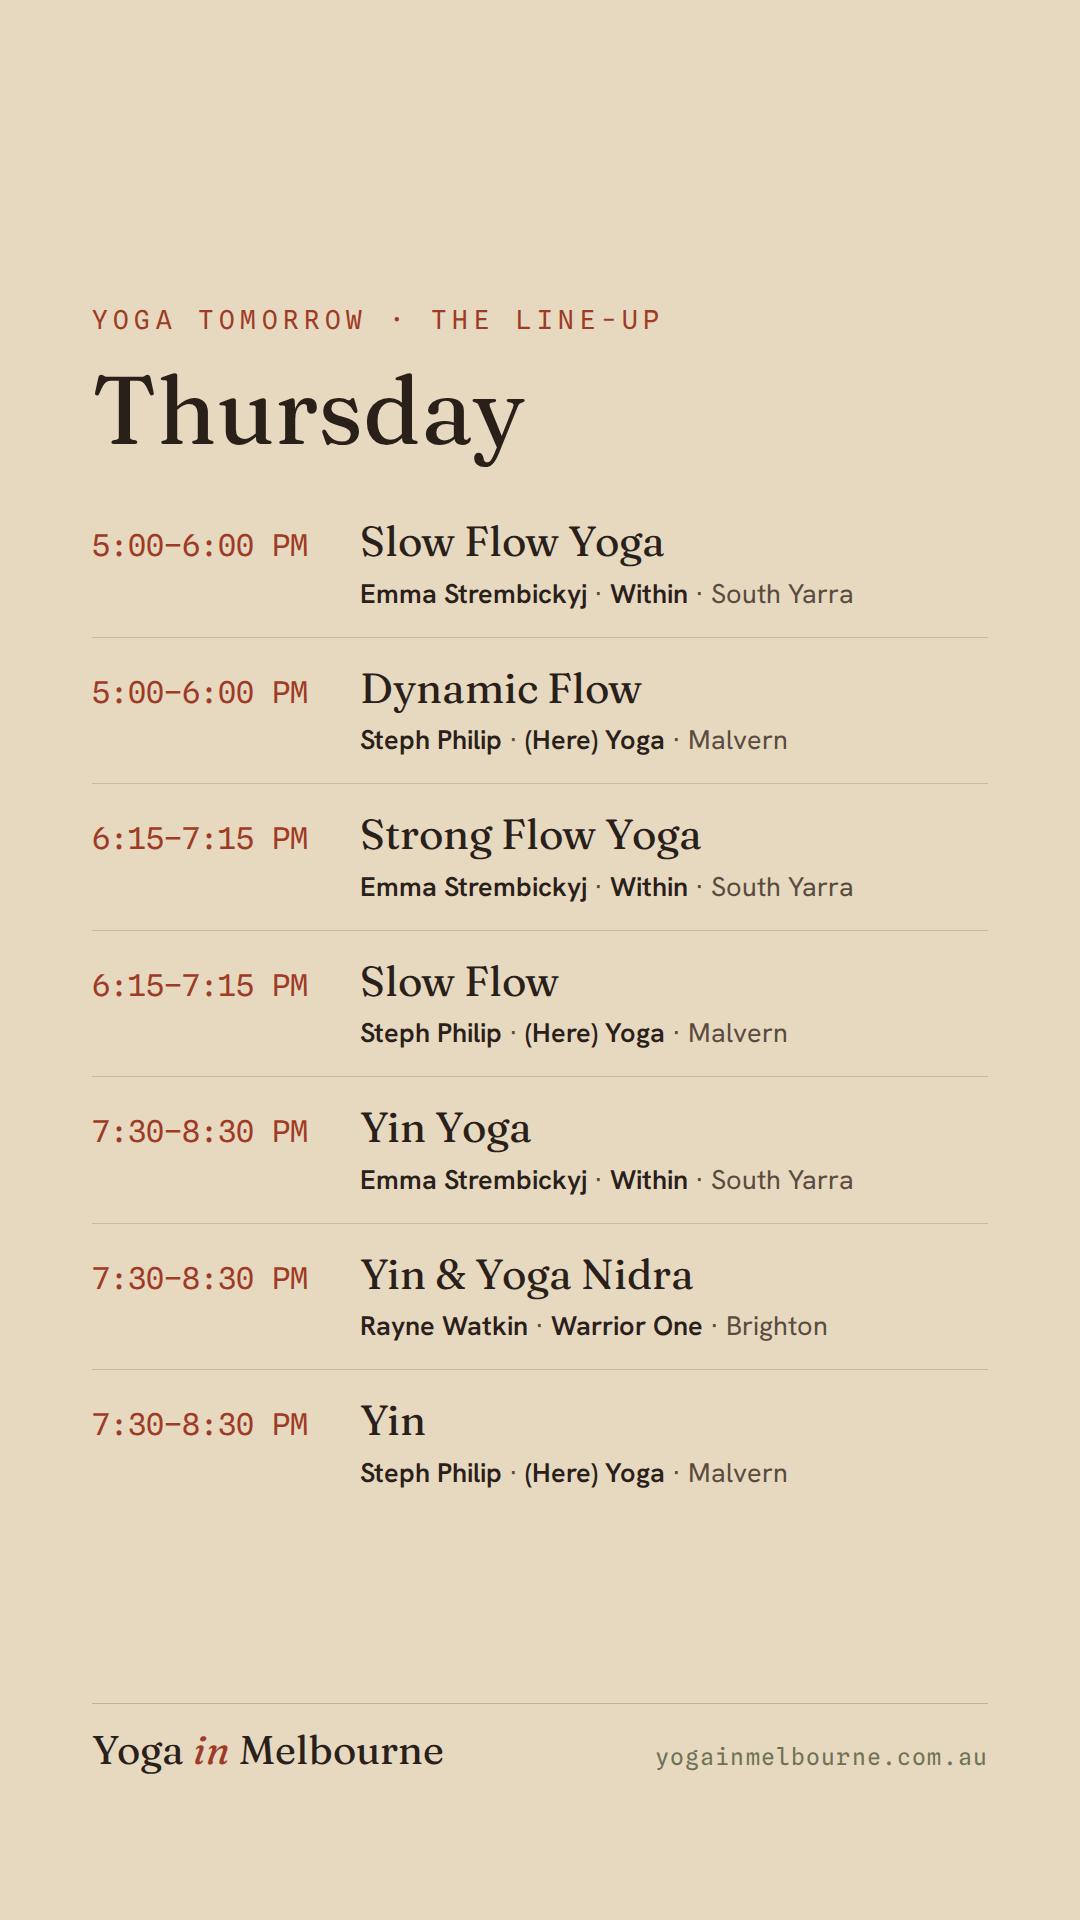 YOGA TOMORROW · THE LINE-UP
Thursday
5:00–6:00 PM Slow Flow Yoga
Emma Strembickyj · Within · South Yarra
5:00–6:00 PM Dynamic Flow
Steph Philip · (Here) Yoga · Malvern
6:15–7:15 PM Strong Flow Yoga
Emma Strembickyj · Within · South Yarra
6:15–7:15 PM Slow Flow
Steph Philip · (Here) Yoga · Malvern
7:30–8:30 PM Yin Yoga
Emma Strembickyj · Within · South Yarra
7:30–8:30 PM Yin & Yoga Nidra
Rayne Watkin · Warrior One · Brighton
7:30–8:30 PM Yin
Steph Philip · (Here) Yoga · Malvern
Yoga in Melbourne yogainmelbourne.com.au